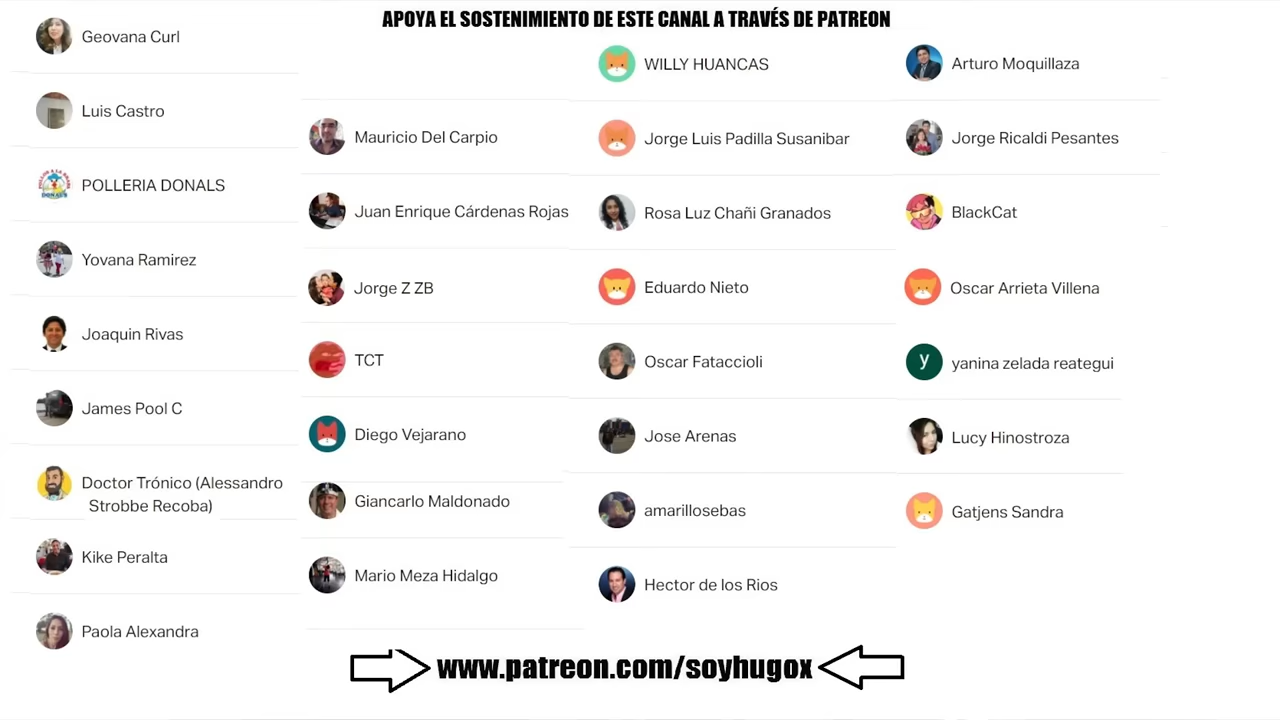 APOYA EL SOSTENIMIENTO DE ESTE CANAL A TRAVÉS DE PATREON
Geovana Curl
Luis Castro
POLLERIA DONALS
Yovana Ramirez
Joaquin Rivas
James Pool C
Doctor Trónico (Alessandro
Strobbe Recoba)
Kike Peralta
Paola Alexandra
Mauricio Del Carpio
Juan Enrique Cárdenas Rojas
Jorge Z ZB
TCT
Diego Vejarano
Giancarlo Maldonado
Mario Meza Hidalgo
WILLY HUANCAS
Jorge Luis Padilla Susanibar
Rosa Luz Chañi Granados
Eduardo Nieto
Oscar Fataccioli
Jose Arenas
amarillosebas
Hector de los Rios
Arturo Moquillaza
Jorge Ricaldi Pesantes
BlackCat
Oscar Arrieta Villena
y
yanina zelada reategui
Lucy Hinostroza
Gatjens Sandra
www.patreon.com/soyhugox